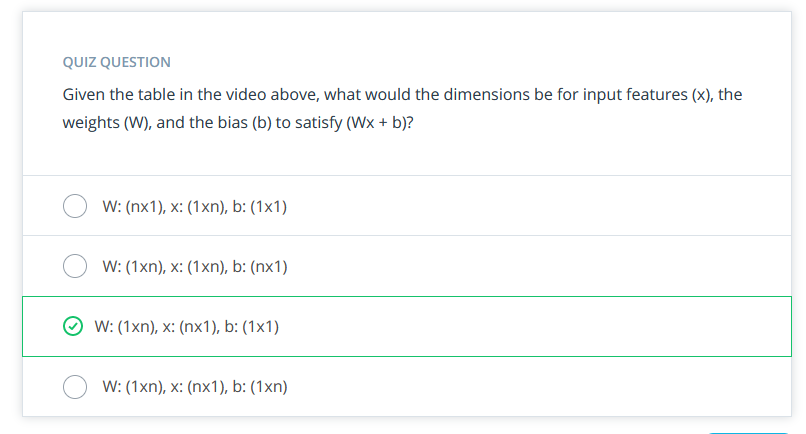 QUIZ QUESTION
Given the table in the video above, what would the dimensions be for input features (x), the
weights (W), and the bias (b) to satisfy (Wx + b)?
W: (nx1), x: (1xn), b: (1x1)
W: (1xn), x: (1xn), b: (nx1)
W: (1xn), x: (nx1), b: (1x1)
W: (1xn), x: (nx1), b: (1xn)